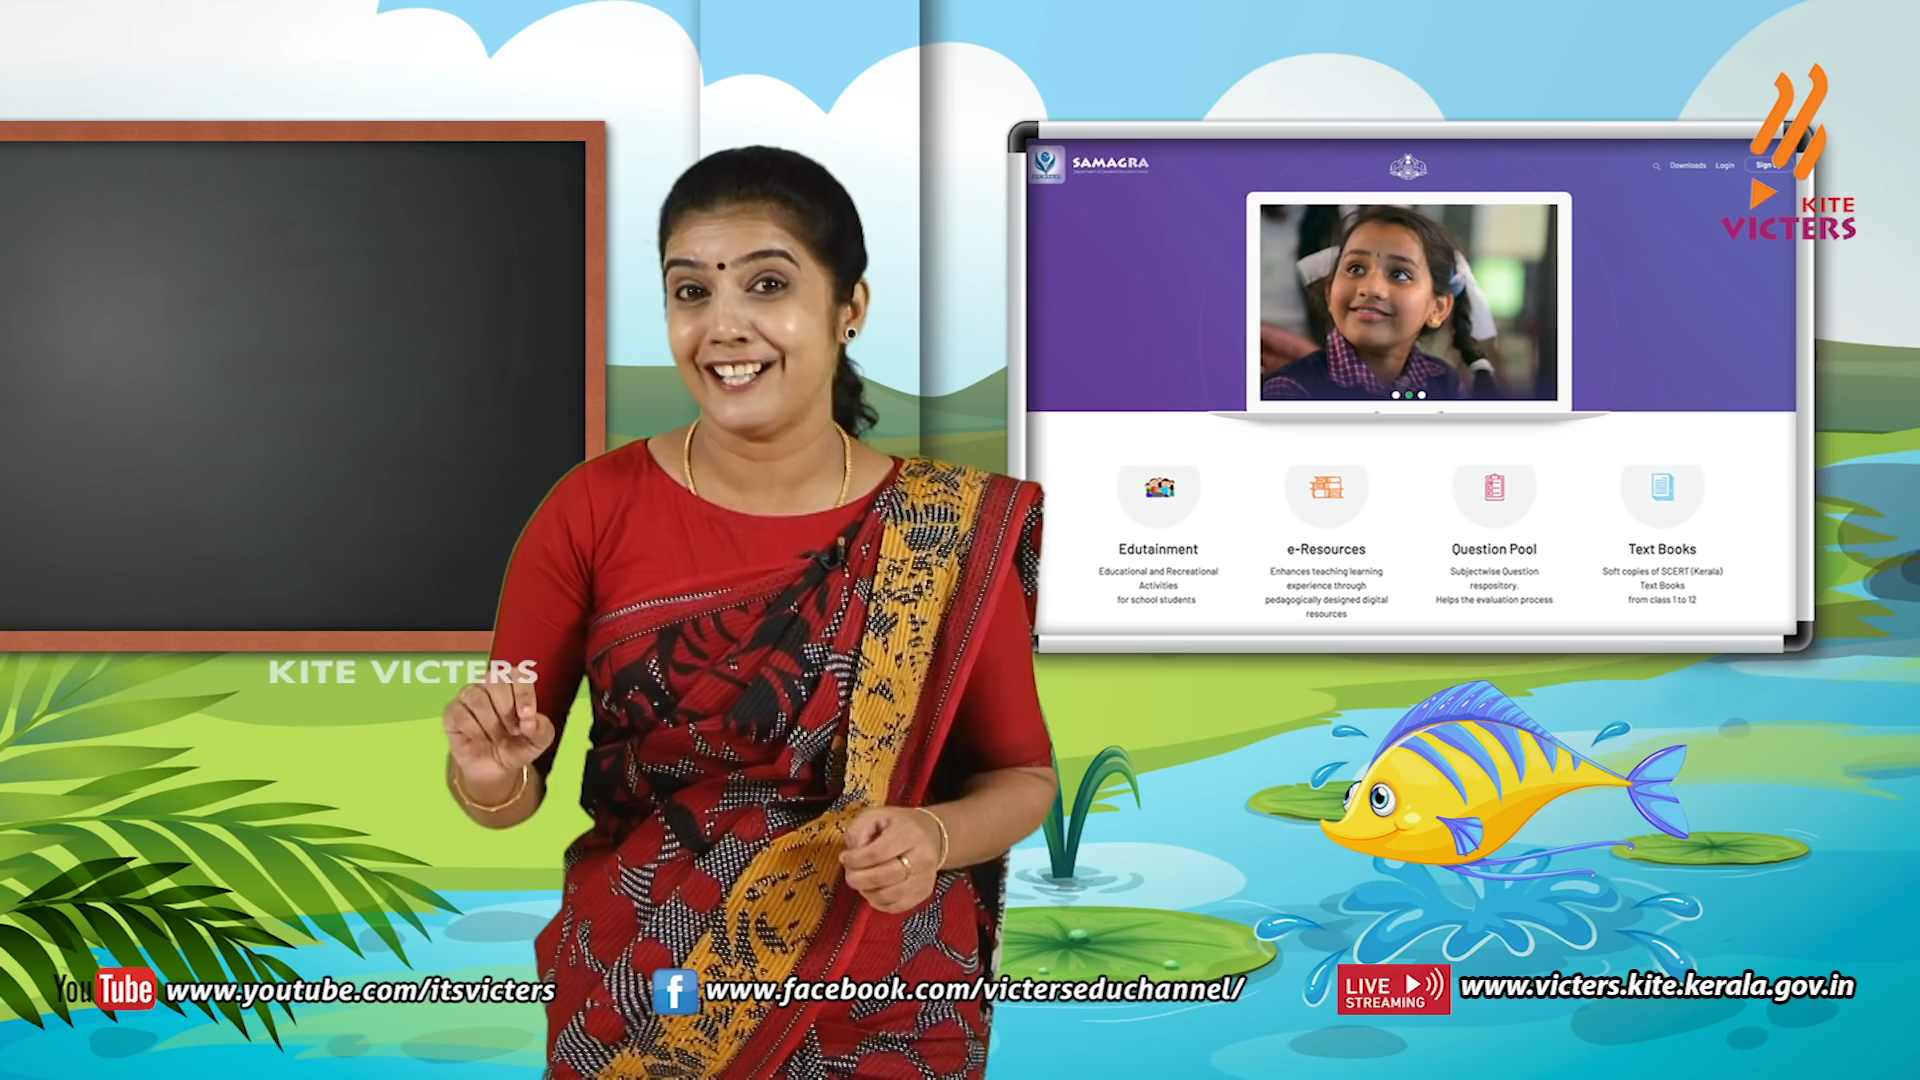 SAMAGRA
Downloads Login Sign
KITE
VICTERS
Edutainment
Educational and Recreational
Activities
for school students
e-Resources
Enhances teaching learning
experience through
pedagogically designed digital
resources
Question Pool
Subjectwise Question
respository.
Helps the evaluation process
Text Books
Soft copies of SCERT (Kerala)
Text Books
from class 1 to 12
KITE VICTERS
YouTube www.youtube.com/itsvicters
f www.facebook.com/victerseduchannel/
LIVE
STREAMING
www.victers.kite.kerala.gov.in